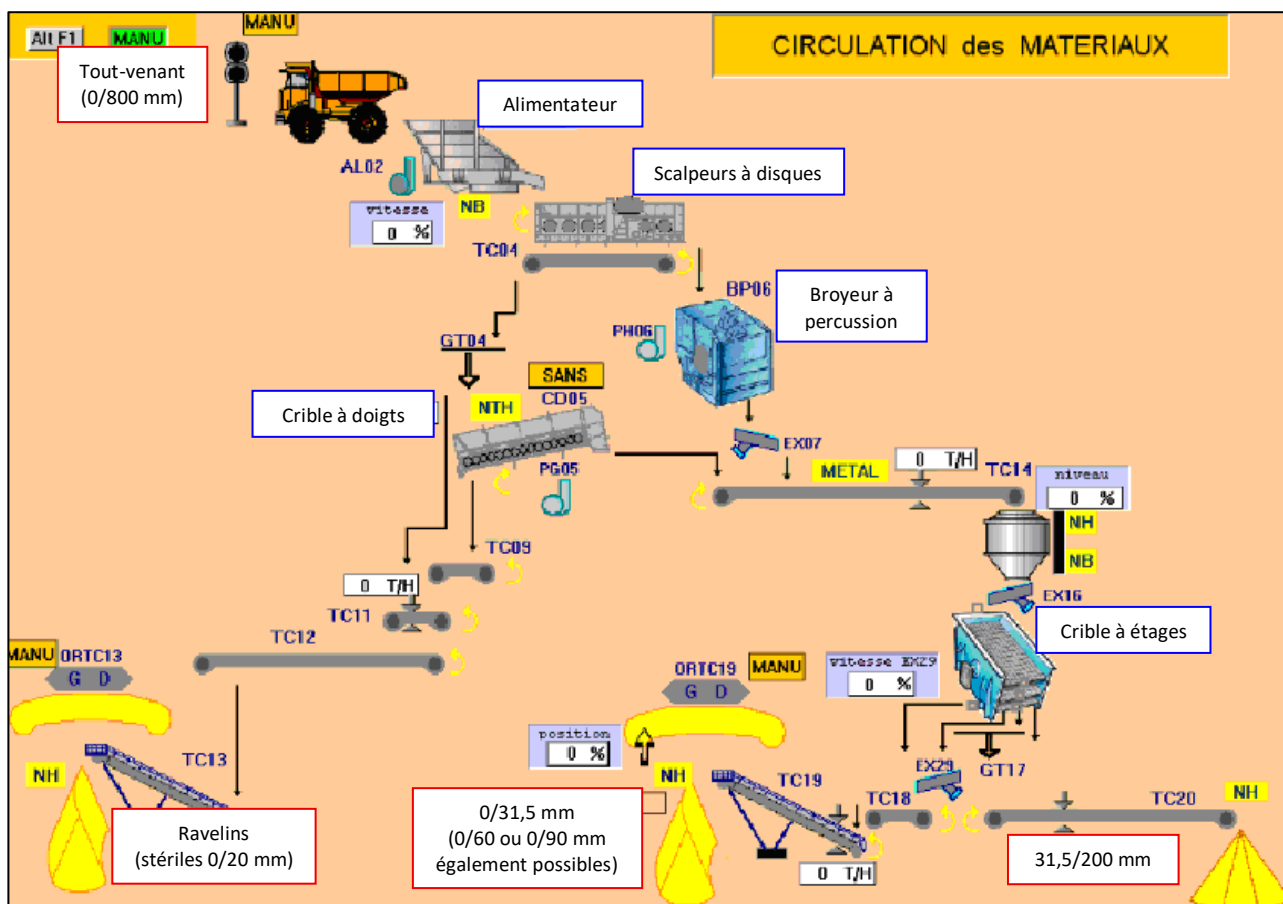 Alt F1
MANU
MANU
CIRCULATION des MATERIAUX
Tout-venant
(0/800 mm)
Alimentateur
AL02
Scalpeurs à disques
vitesse
0 %
NB
TC04
BP06
Broyeur à
percussion
PH06
GT04
SANS
CD05
Crible à doigts
NTH
EX07
PG05
METAL
0 T/H
TC14
niveau
0 %
NH
NB
TC09
0 T/H
EX16
TC11
Crible à étages
TC12
MANU
ORTC13
G D
ORTC19
MANU
G D
vitesse EX29
0 %
position
0 %
TC13
NH
NH
TC19
EX29
GT17
TC18
TC20
NH
Ravelins
(stériles 0/20 mm)
0/31,5 mm
(0/60 ou 0/90 mm
également possibles)
31,5/200 mm
0 T/H